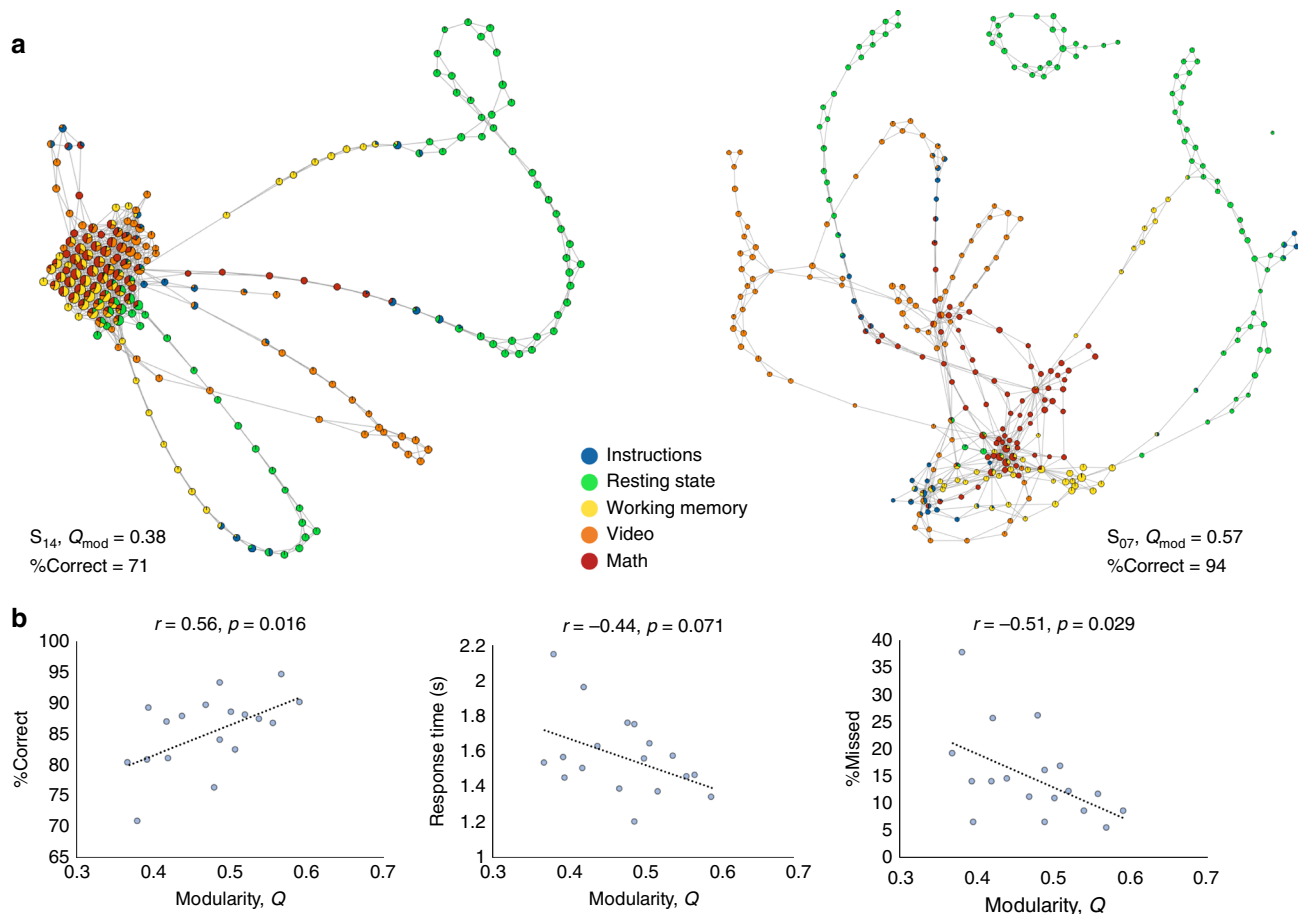 a
Instructions
Resting state
Working memory
Video
Math
S14, Qmod = 0.38
%Correct = 71
S07, Qmod = 0.57
%Correct = 94
b
r = 0.56, p = 0.016
100
95
90
85
80
75
70
65
%Correct
0.3
0.4
0.5
0.6
0.7
Modularity, Q
r = –0.44, p = 0.071
2.2
2
1.8
1.6
1.4
1.2
1
Response time (s)
0.3
0.4
0.5
0.6
0.7
Modularity, Q
r = –0.51, p = 0.029
40
35
30
25
20
15
10
5
0
%Missed
0.3
0.4
0.5
0.6
0.7
Modularity, Q